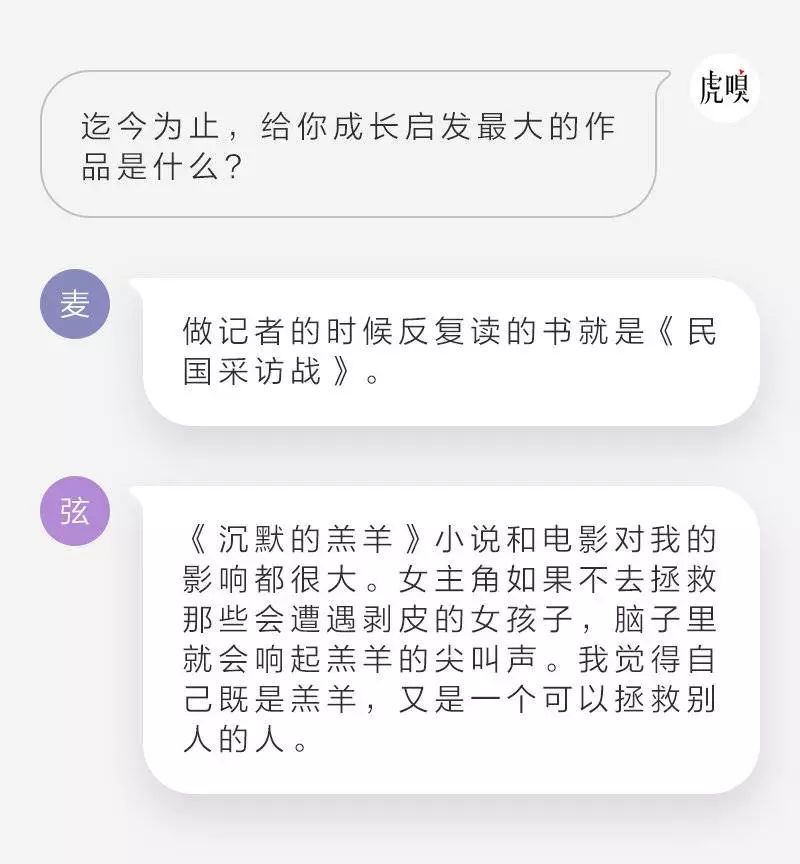 虎嗅
迄今为止，给你成长启发最大的作
品是什么？
麦
做记者的时候反复读的书就是《民
国采访战》。
弦
《沉默的羔羊》小说和电影对我的
影响都很大。女主角如果不去拯救
那些会遭遇剥皮的女孩子，脑子里
就会响起羔羊的尖叫声。我觉得自
己既是羔羊，又是一个可以拯救别
人的人。